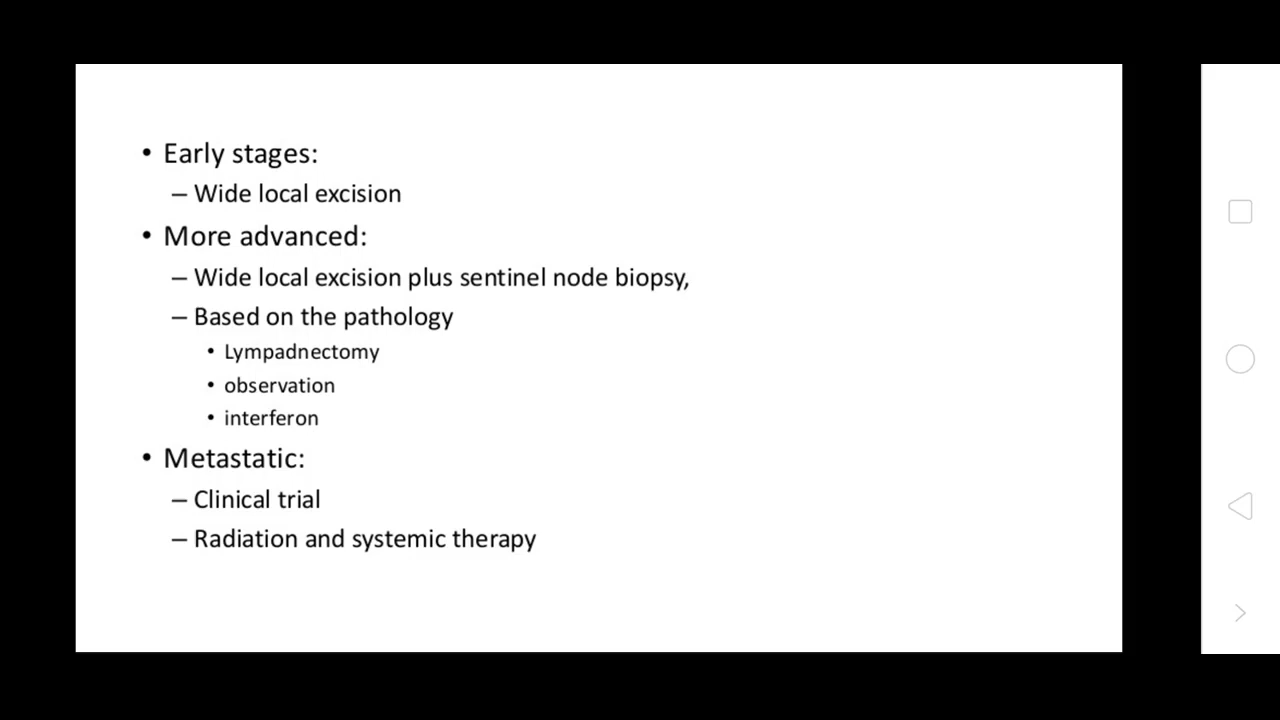 • Early stages:
– Wide local excision
• More advanced:
– Wide local excision plus sentinel node biopsy,
– Based on the pathology
• Lympadnectomy
• observation
• interferon
• Metastatic:
– Clinical trial
– Radiation and systemic therapy